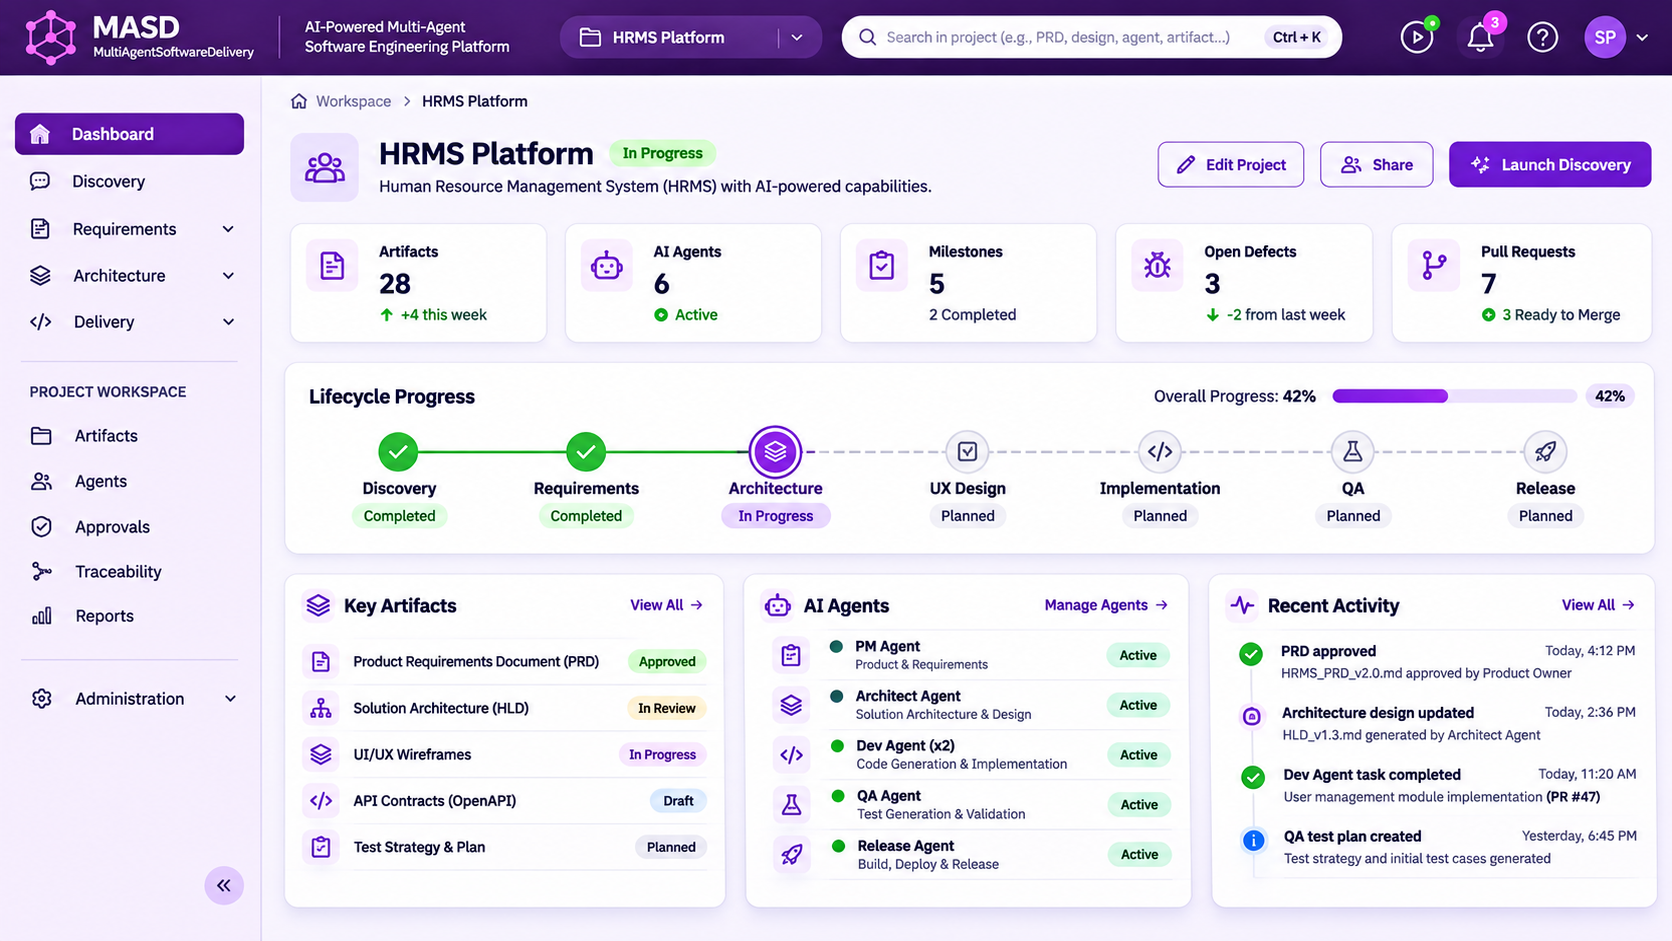 MASD
MultiAgentSoftwareDelivery
AI-Powered Multi-Agent
Software Engineering Platform
HRMS Platform
Search in project (e.g., PRD, design, agent, artifact...)
Ctrl + K
3
SP
Dashboard
Discovery
Requirements
Architecture
Delivery
PROJECT WORKSPACE
Artifacts
Agents
Approvals
Traceability
Reports
Administration
Workspace > HRMS Platform
HRMS Platform
In Progress
Human Resource Management System (HRMS) with AI-powered capabilities.
Edit Project
Share
Launch Discovery
Artifacts
28
+4 this week
AI Agents
6
Active
Milestones
5
2 Completed
Open Defects
3
-2 from last week
Pull Requests
7
3 Ready to Merge
Lifecycle Progress
Overall Progress: 42%
42%
Discovery
Completed
Requirements
Completed
Architecture
In Progress
UX Design
Planned
Implementation
Planned
QA
Planned
Release
Planned
Key Artifacts
View All →
Product Requirements Document (PRD)
Approved
Solution Architecture (HLD)
In Review
UI/UX Wireframes
In Progress
API Contracts (OpenAPI)
Draft
Test Strategy & Plan
Planned
AI Agents
Manage Agents →
PM Agent
Product & Requirements
Active
Architect Agent
Solution Architecture & Design
Active
Dev Agent (x2)
Code Generation & Implementation
Active
QA Agent
Test Generation & Validation
Active
Release Agent
Build, Deploy & Release
Active
Recent Activity
View All →
PRD approved
Today, 4:12 PM
HRMS_PRD_v2.0.md approved by Product Owner
Architecture design updated
Today, 2:36 PM
HLD_v1.3.md generated by Architect Agent
Dev Agent task completed
Today, 11:20 AM
User management module implementation (PR #47)
QA test plan created
Yesterday, 6:45 PM
Test strategy and initial test cases generated